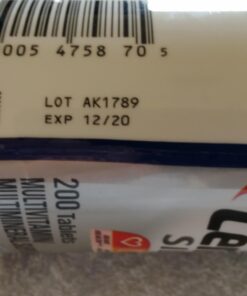 005 4758 70 5
LOT AK1789
EXP 12/20
200 Tablets
MULTIVITAMIN